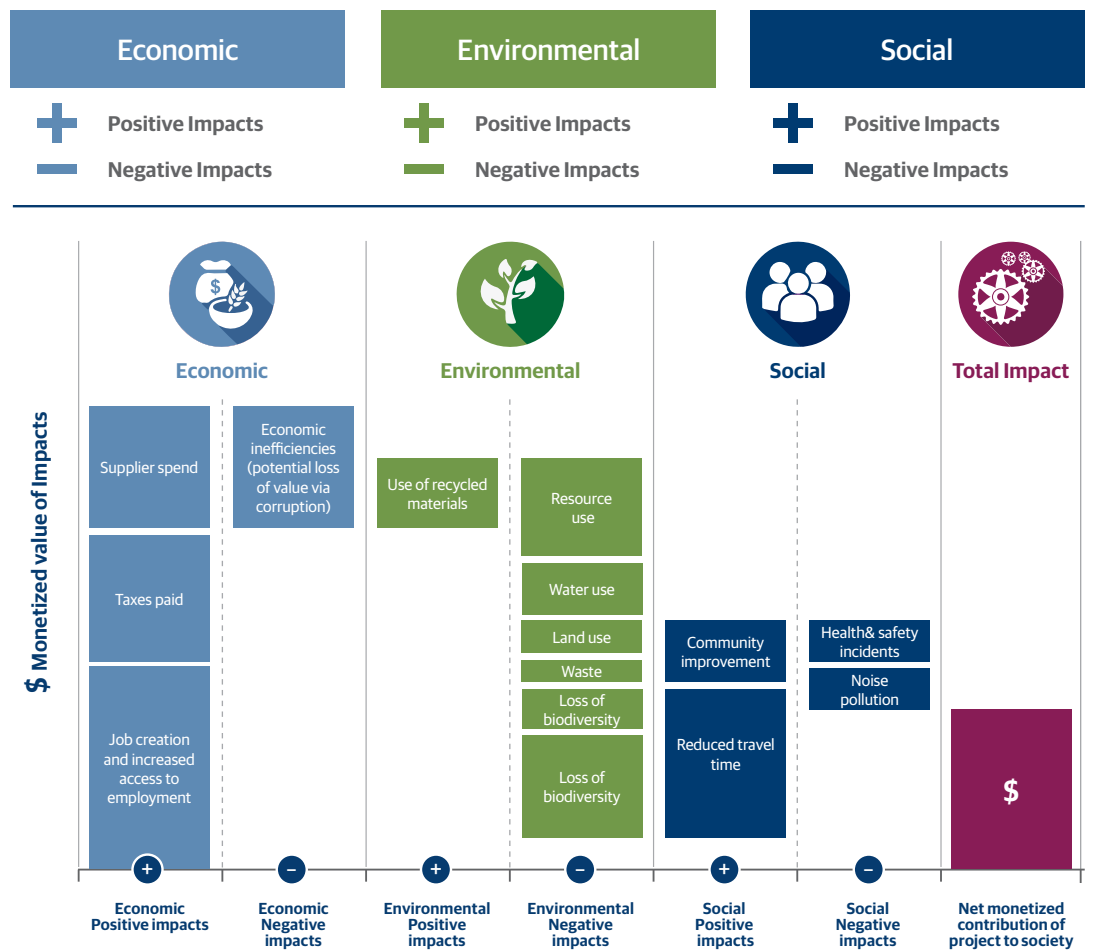 Economic
Environmental
Social
+ Positive Impacts
+ Positive Impacts
+ Positive Impacts
− Negative Impacts
− Negative Impacts
− Negative Impacts
$
Economic
Environmental
Social
Total Impact
$ Monetized value of Impacts
Supplier spend
Taxes paid
Job creation
and increased
access to
employment
Economic
inefficiencies
(potential loss
of value via
corruption)
Use of recycled
materials
Resource
use
Water use
Land use
Waste
Loss of
biodiversity
Loss of
biodiversity
Community
improvement
Reduced travel
time
Health& safety
incidents
Noise
pollution
$
+
–
+
–
+
–
Economic
Positive impacts
Economic
Negative
impacts
Environmental
Positive
impacts
Environmental
Negative
impacts
Social
Positive
impacts
Social
Negative
impacts
Net monetized
contribution of
project to society